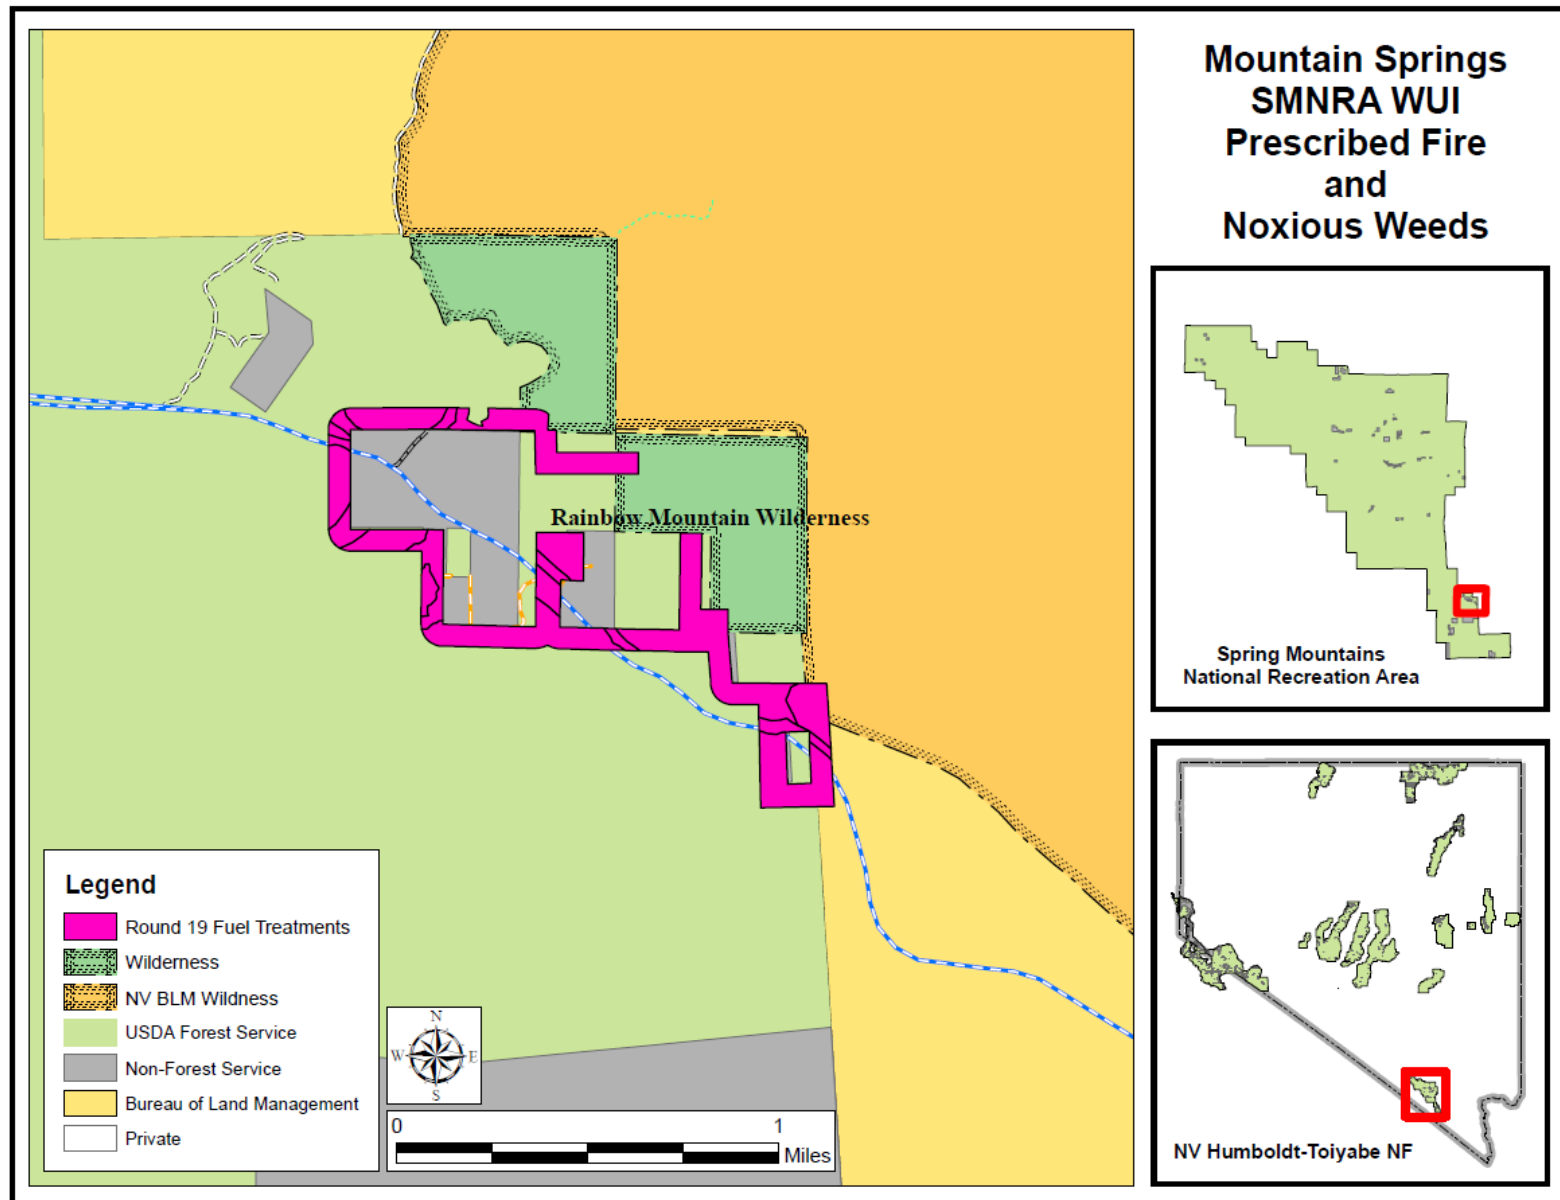 Mountain Springs
SMNRA WUI
Prescribed Fire
and
Noxious Weeds
Rainbow Mountain Wilderness
Spring Mountains
National Recreation Area
NV Humboldt-Toiyabe NF
Legend
Round 19 Fuel Treatments
Wilderness
NV BLM Wildness
USDA Forest Service
Non-Forest Service
Bureau of Land Management
Private
N
W E
S
0 1
Miles